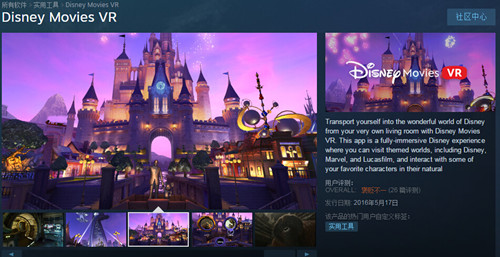 所有软件 > 实用工具 > Disney Movies VR
Disney Movies VR
社区中心
Disney Movies VR
Transport yourself into the wonderful world of Disney
from your very own living room with Disney Movies
VR. This app is a fully-immersive Disney experience
where you can visit themed worlds, including Disney,
Marvel, and Lucasfilm, and interact with some of
your favorite characters in their natural
用户评测:
OVERALL: 褒贬不一 (26 篇评测)
发行日期: 2016年5月17日
该产品的热门用户自定义标签:
实用工具